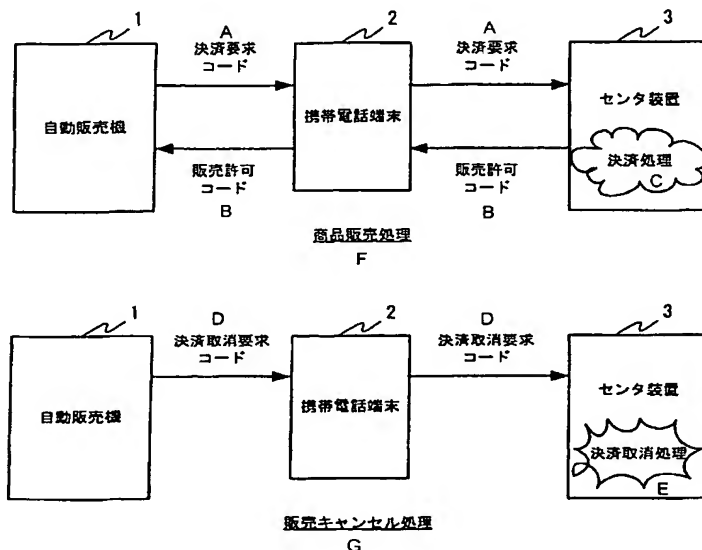 1
2
3
A
決済要求
コード
A
決済要求
コード
自動販売機
携帯電話端末
センタ装置
決済処理
C
販売許可
コード
B
販売許可
コード
B
商品販売処理
F
1
2
3
D
決済取消要求
コード
D
決済取消要求
コード
自動販売機
携帯電話端末
センタ装置
決済取消処理
E
販売キャンセル処理
G